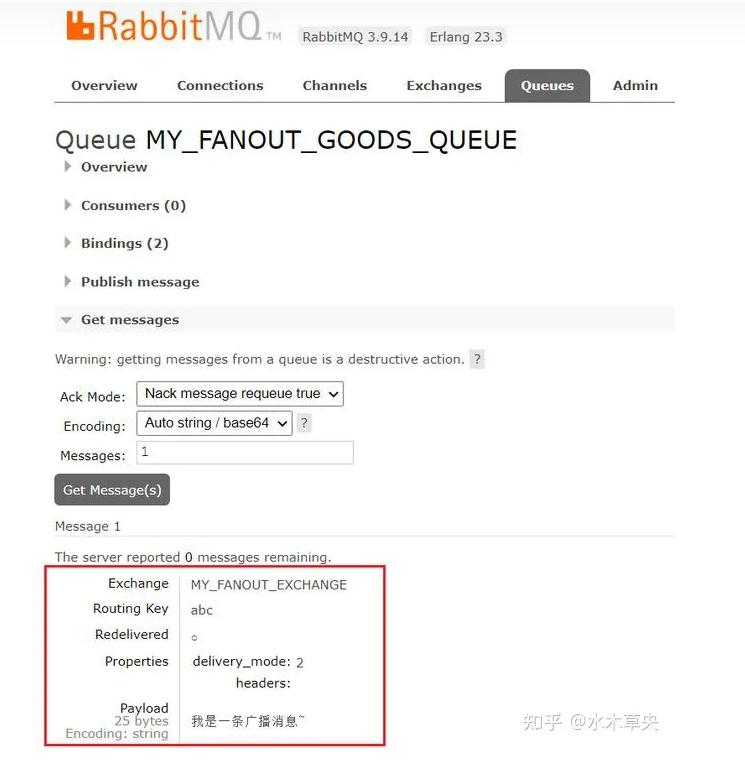 RabbitMQ TM RabbitMQ 3.9.14 Erlang 23.3
Overview Connections Channels Exchanges Queues Admin
Queue MY_FANOUT_GOODS_QUEUE
Overview
Consumers (0)
Bindings (2)
Publish message
Get messages
Warning: getting messages from a queue is a destructive action. ?
Ack Mode: Nack message requeue true
Encoding: Auto string / base64 ?
Messages: 1
Get Message(s)
Message 1
The server reported 0 messages remaining.
Exchange MY_FANOUT_EXCHANGE
Routing Key abc
Redelivered ○
Properties delivery_mode: 2
headers:
Payload
25 bytes 我是一条广播消息~
Encoding: string
知乎 @水木草央